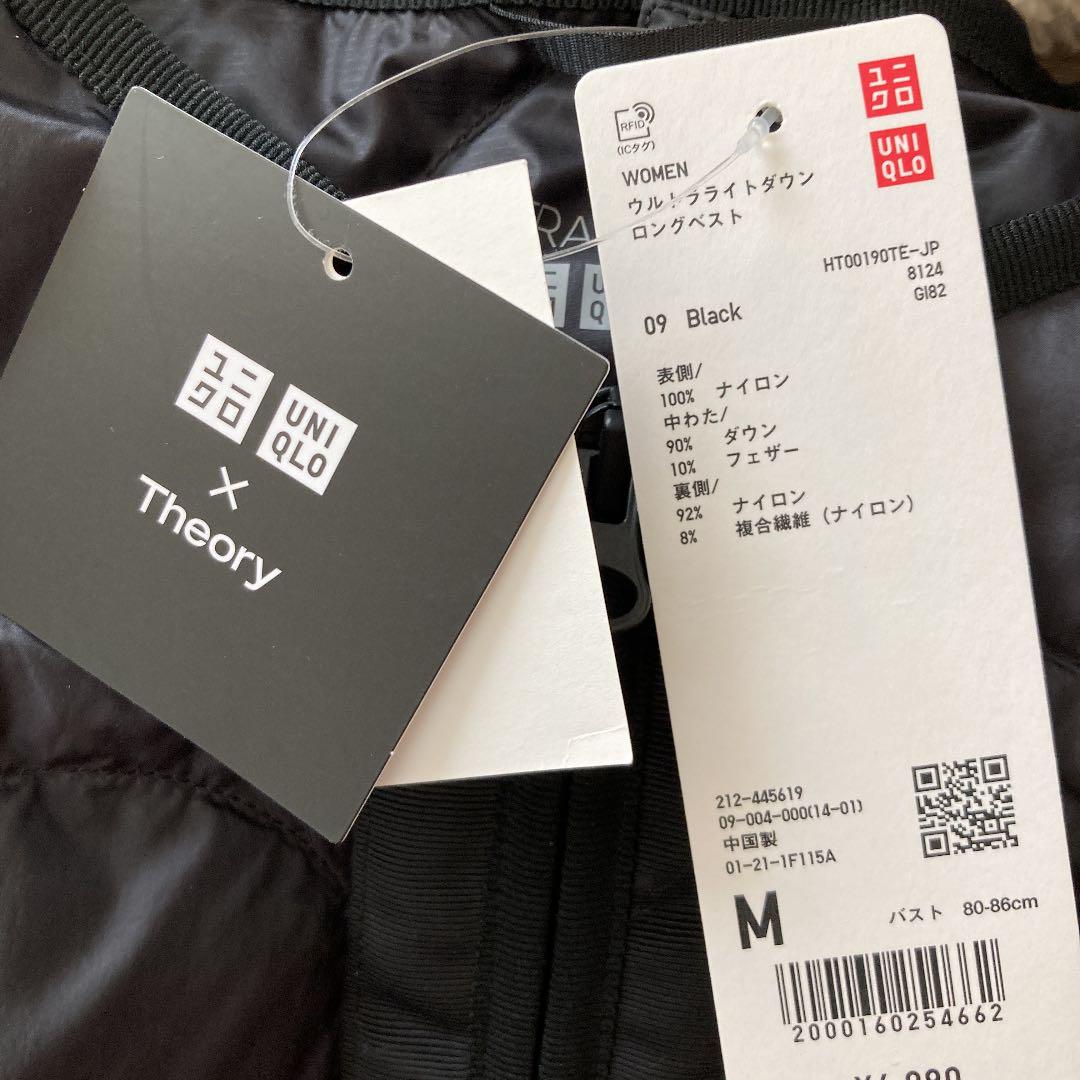 ユニ
クロ
UNI
QLO
×
Theory
RA
RFID
(ICタグ)
ユニ
クロ
UNI
QLO
WOMEN
ウルトラライトダウン
ロングベスト
HT00190TE-JP
8124
GI82
09 Black
表側/
100% ナイロン
中わた/
90% ダウン
10% フェザー
裏側/
92% ナイロン
8% 複合繊維（ナイロン）
212-445619
09-004-000(14-01)
中国製
01-21-1F115A
M バスト 80-86cm
2000160254662